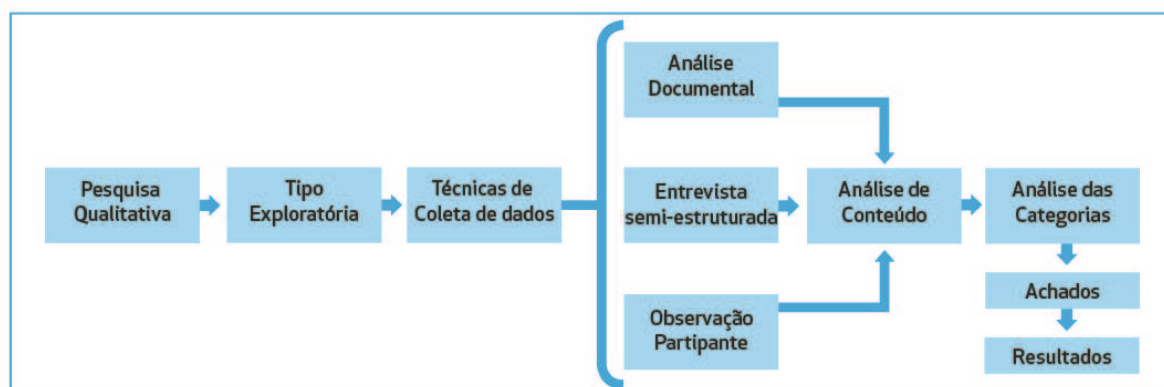 Pesquisa
Qualitativa
Tipo
Exploratória
Técnicas de
Coleta de dados
Análise
Documental
Entrevista
semi-estruturada
Observação
Partipante
Análise de
Conteúdo
Análise das
Categorias
Achados
Resultados